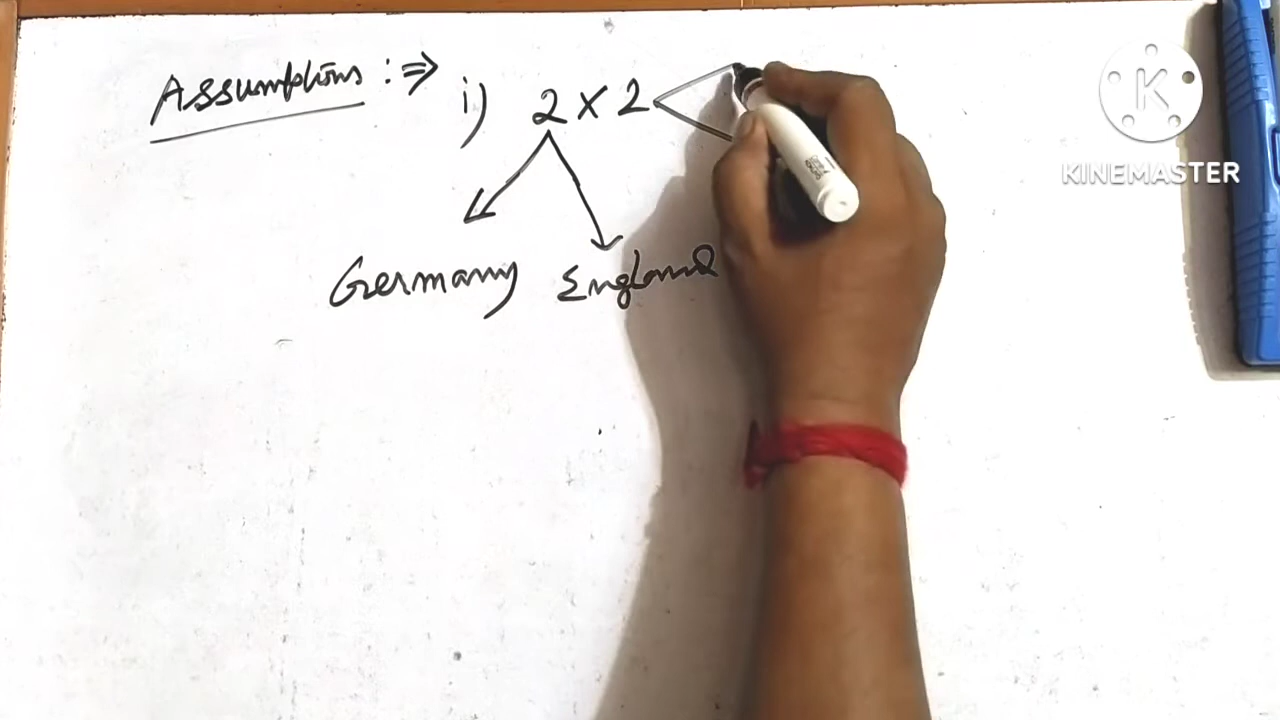 Assumptions :⇒
i) 2 × 2
Germany England
K
KINEMASTER